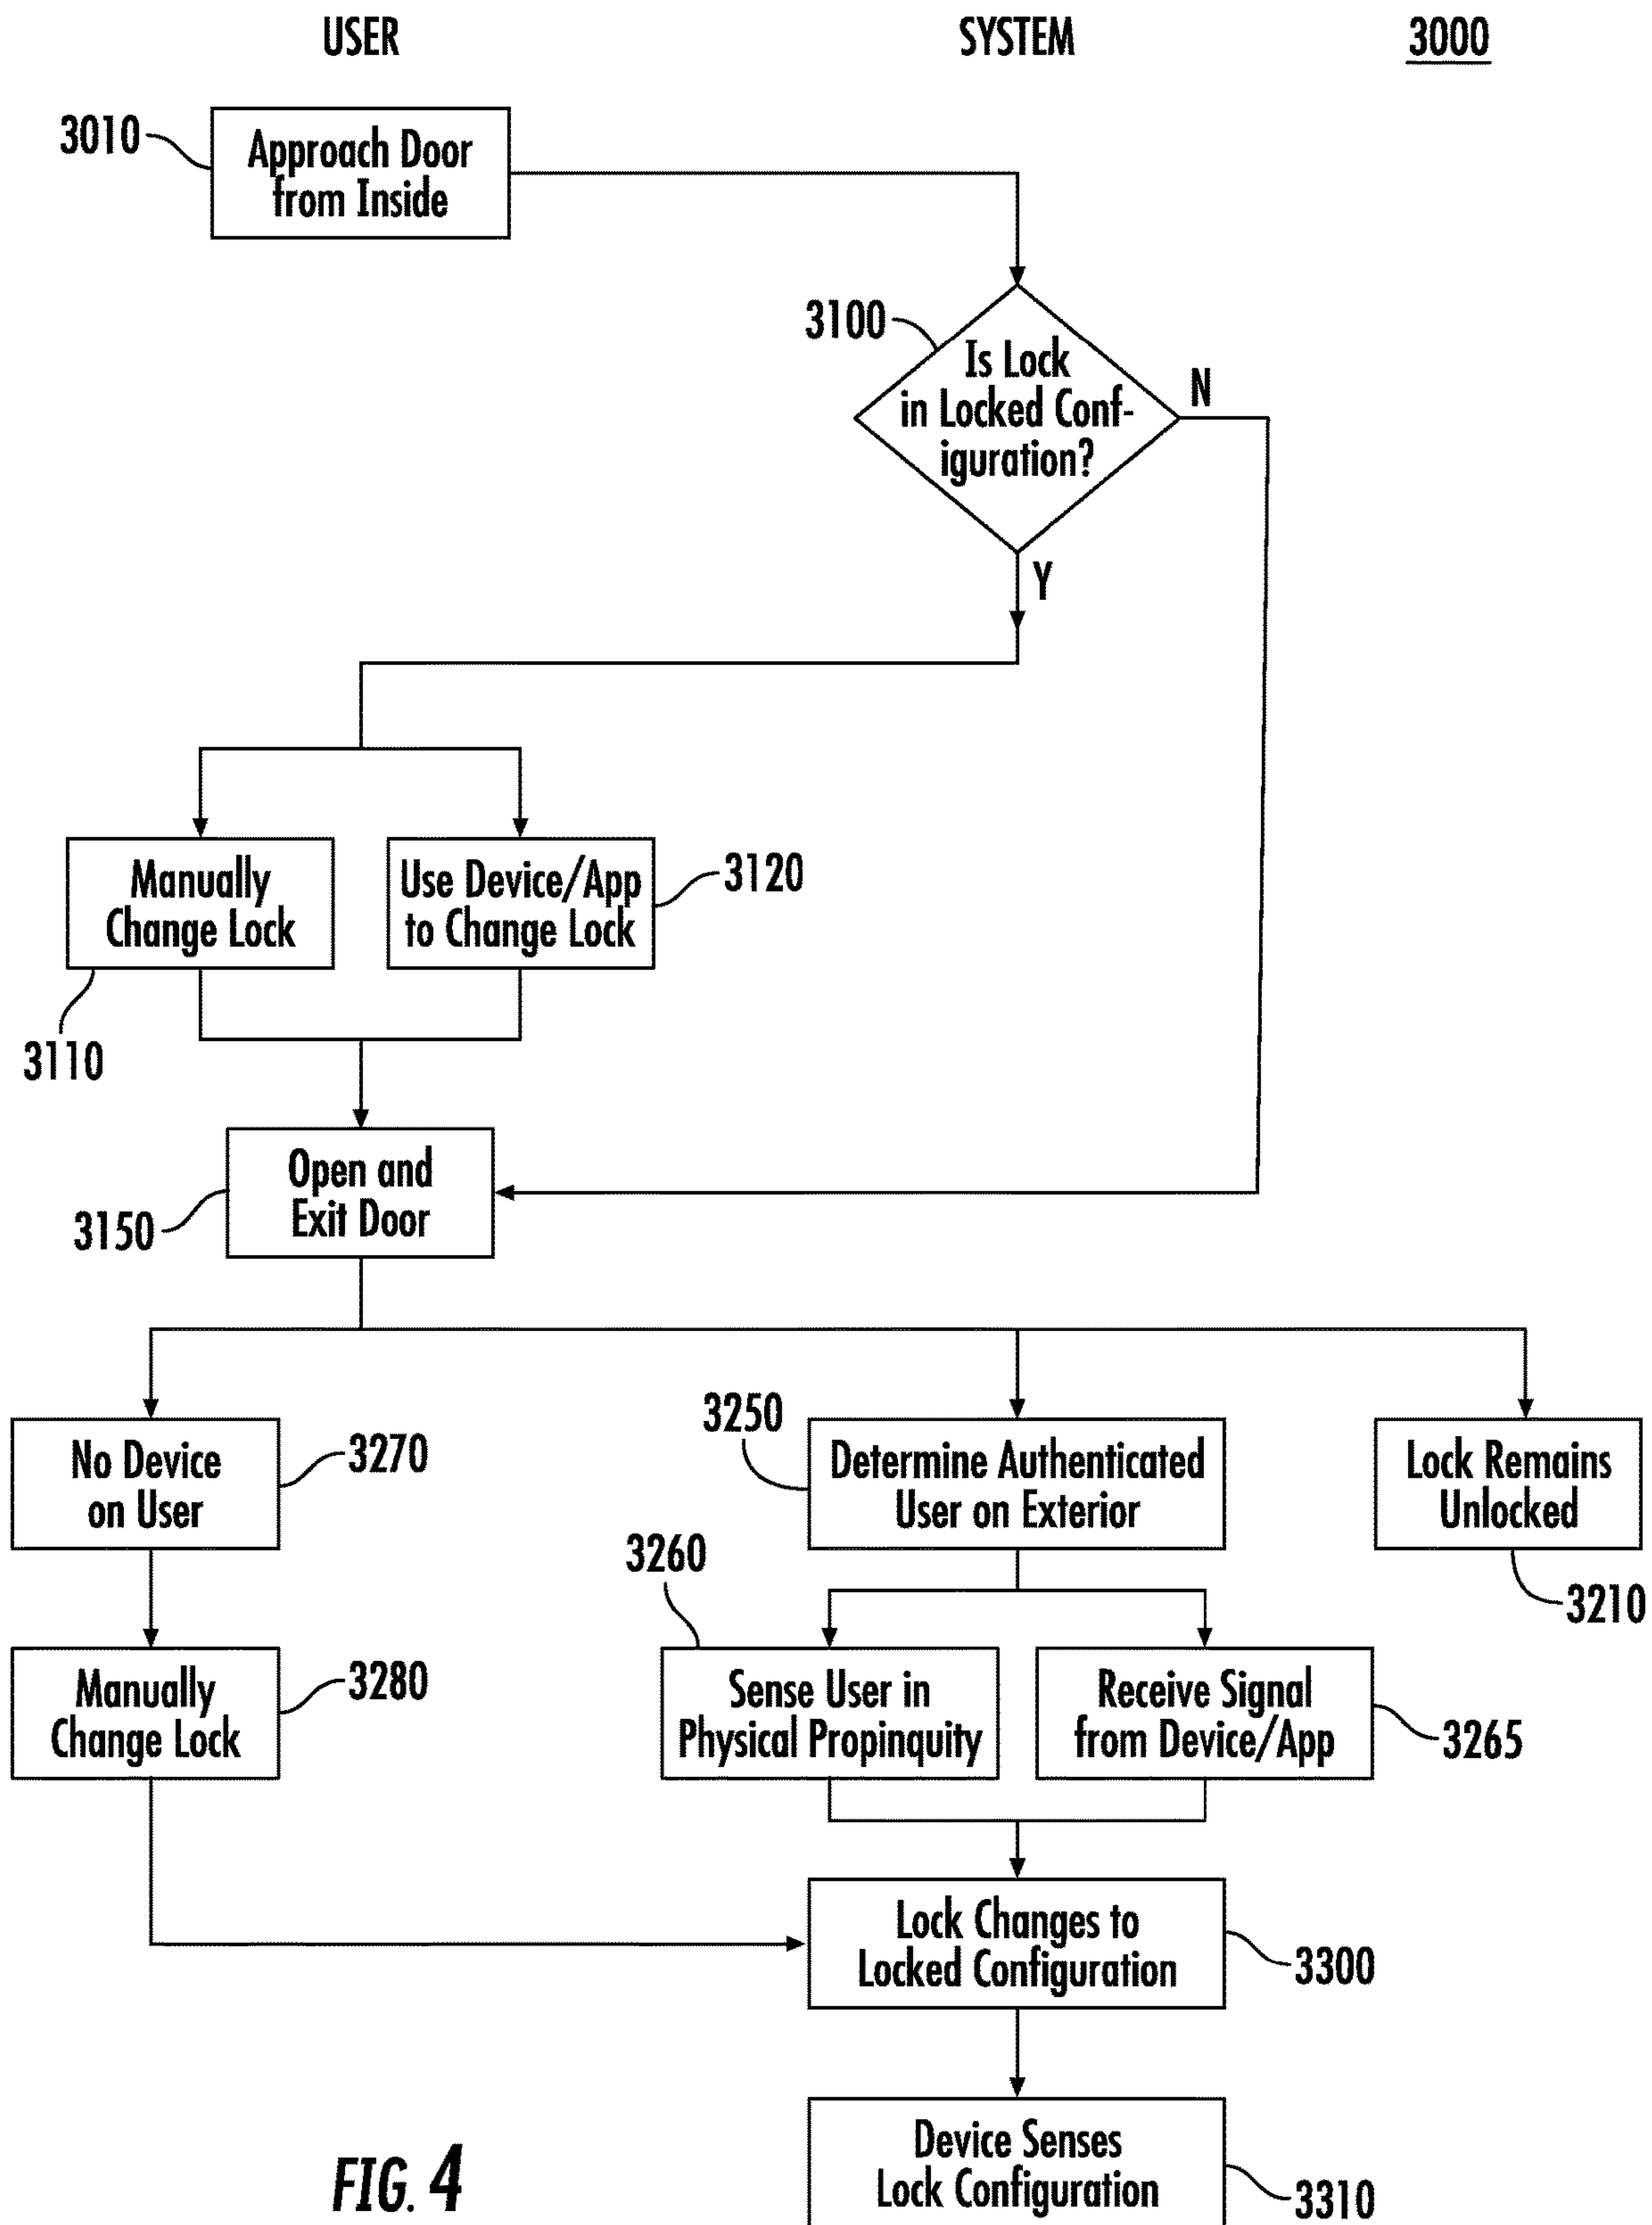 USER
SYSTEM
3000
3010
Approach Door
from Inside
3100
Is Lock
in Locked Conf-
iguration?
N
Y
Manually
Change Lock
3110
Use Device/App
to Change Lock
3120
Open and
Exit Door
3150
No Device
on User
3270
3250
Determine Authenticated
User on Exterior
Lock Remains
Unlocked
3210
Manually
Change Lock
3280
3260
Sense User in
Physical Propinquity
Receive Signal
from Device/App
3265
Lock Changes to
Locked Configuration
3300
Device Senses
Lock Configuration
3310
FIG. 4